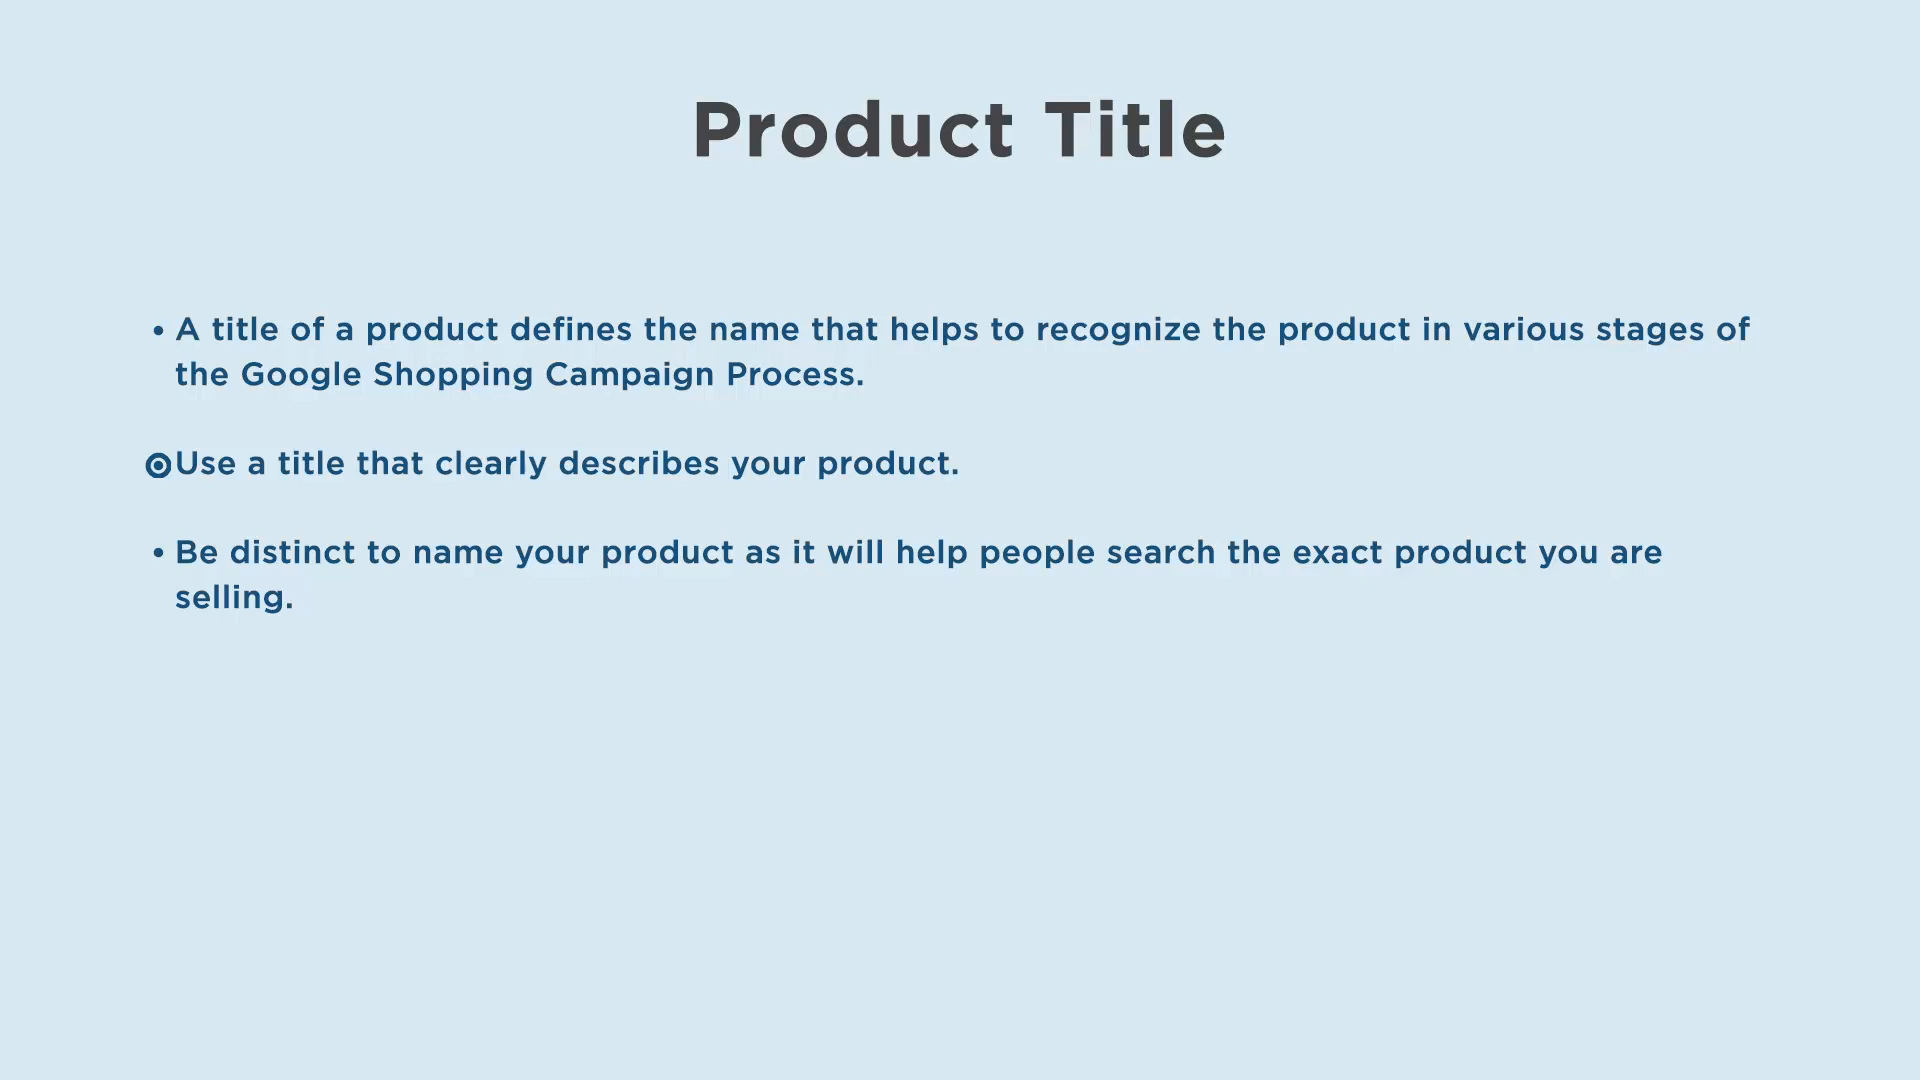 Product Title
• A title of a product defines the name that helps to recognize the product in various stages of
the Google Shopping Campaign Process.
• Use a title that clearly describes your product.
• Be distinct to name your product as it will help people search the exact product you are
selling.